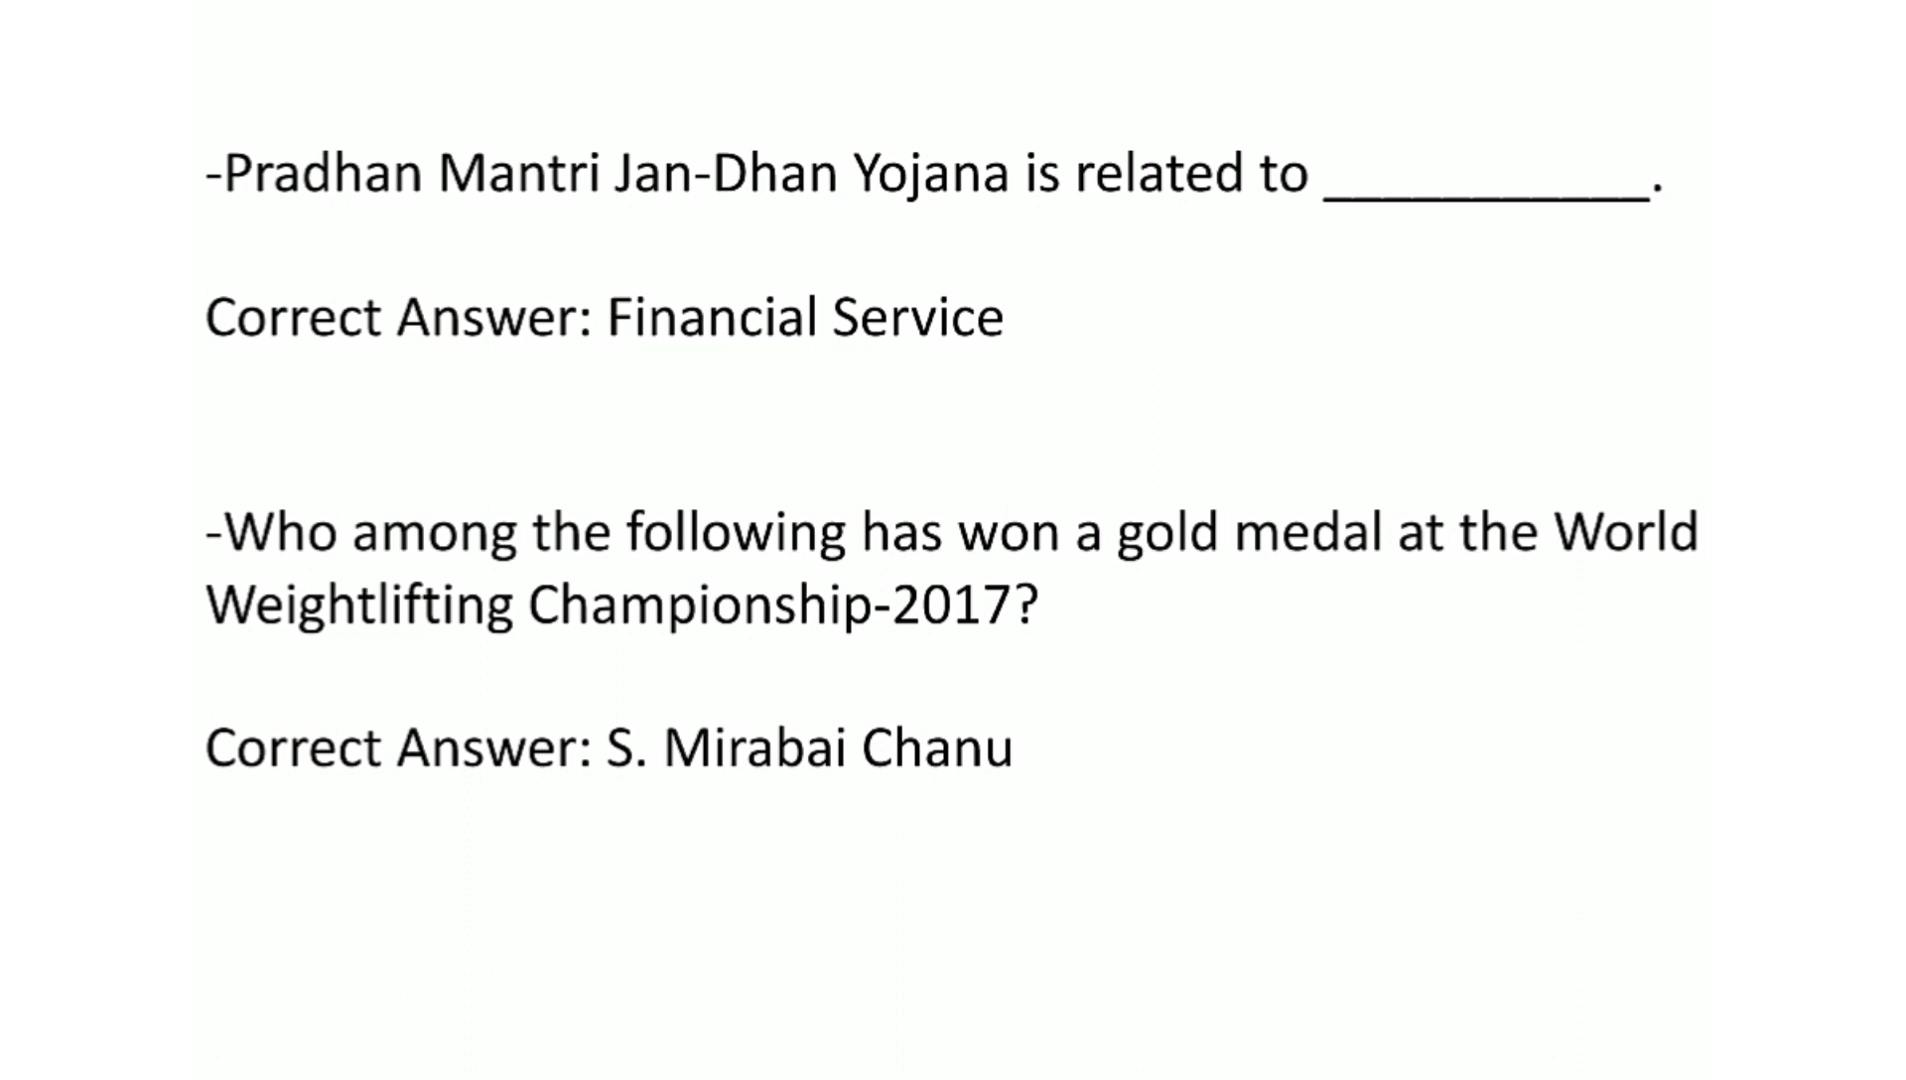 -Pradhan Mantri Jan-Dhan Yojana is related to ___________.
Correct Answer: Financial Service
-Who among the following has won a gold medal at the World
Weightlifting Championship-2017?
Correct Answer: S. Mirabai Chanu